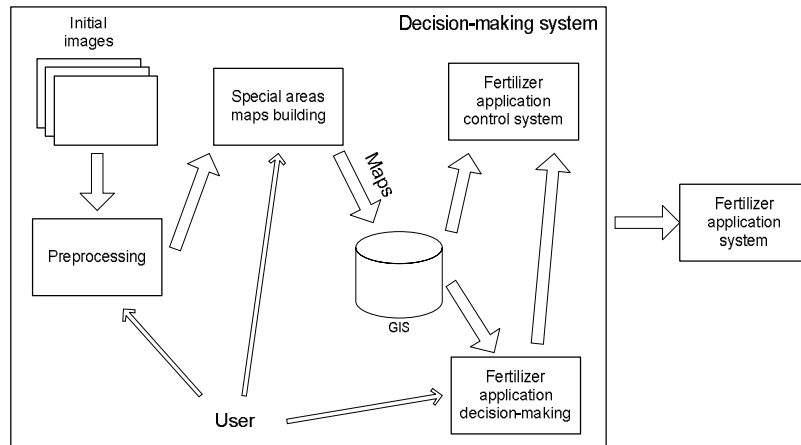 Decision-making system
Initial
images
Special areas
maps building
Fertilizer
application
control system
Maps
Preprocessing
Fertilizer
application
system
GIS
Fertilizer
application
decision-making
User